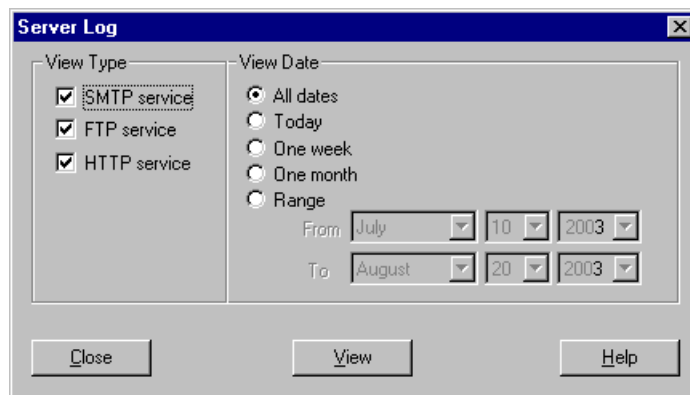 Server Log
View Type
SMTP service
FTP service
HTTP service
View Date
All dates
Today
One week
One month
Range
From July 10 2003
To August 20 2003
Close View Help